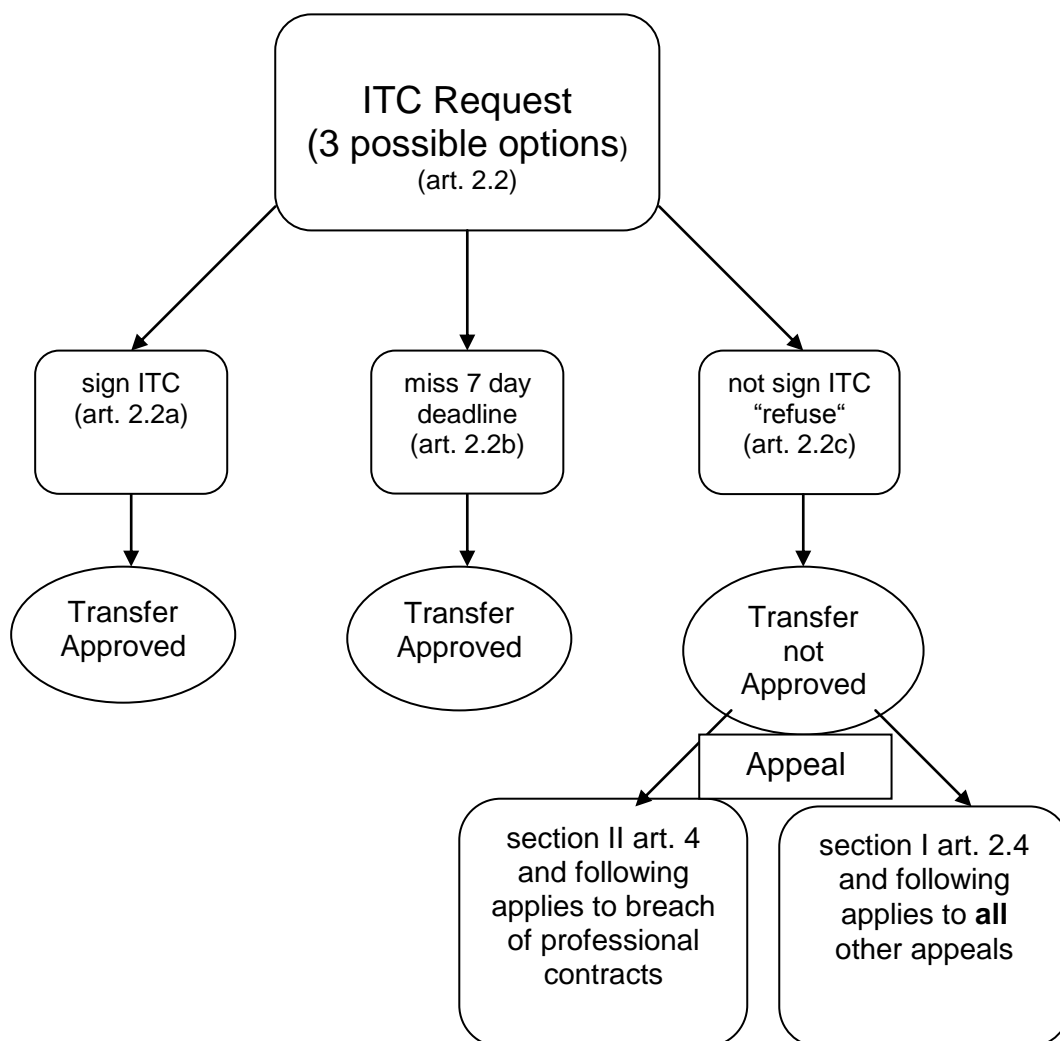 ITC Request
(3 possible options)
(art. 2.2)
sign ITC
(art. 2.2a)
miss 7 day
deadline
(art. 2.2b)
not sign ITC
“refuse“
(art. 2.2c)
Transfer
Approved
Transfer
Approved
Transfer
not
Approved
Appeal
section II art. 4
and following
applies to breach
of professional
contracts
section I art. 2.4
and following
applies to all
other appeals